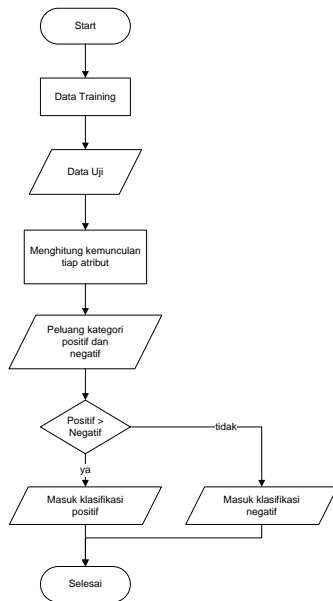 Start
Data Training
Data Uji
Menghitung kemunculan
tiap atribut
Peluang kategori
positif dan
negatif
Positif >
Negatif
tidak
ya
Masuk klasifikasi
positif
Masuk klasifikasi
negatif
Selesai